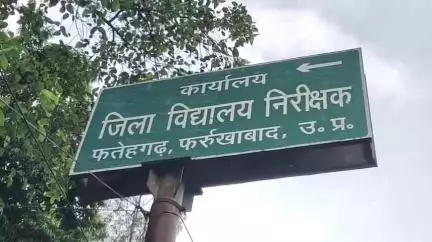 कार्यालय ←
जिला विद्यालय निरीक्षक
फतेहगढ़, फर्रुखाबाद, उ. प्र.